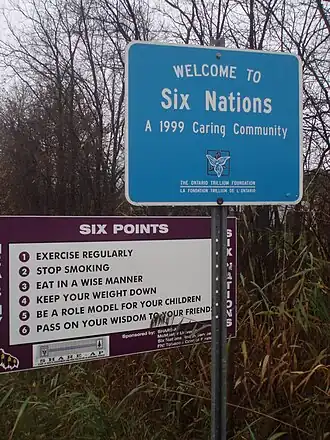 WELCOME TO
Six Nations
A 1999 Caring Community
THE ONTARIO TRILLIUM FOUNDATION
LA FONDATION TRILLIUM DE L'ONTARIO
SIX POINTS
1 EXERCISE REGULARLY
2 STOP SMOKING
3 EAT IN A WISE MANNER
4 KEEP YOUR WEIGHT DOWN
5 BE A ROLE MODEL FOR YOUR CHILDREN
6 PASS ON YOUR WISDOM TO YOUR FRIENDS
SIX NATIONS
Sponsored by:
SHARE-AP